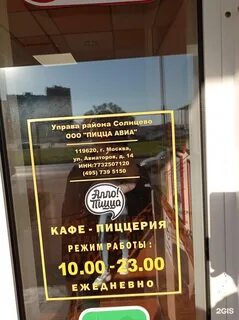 Управа района Солнцево
ООО "ПИЦЦА АВИА"
119620, г. Москва,
ул. Авиаторов, д. 14
ИНН:7732507120
(495) 739 5150
Алло!
Пицца
КАФЕ - ПИЦЦЕРИЯ
РЕЖИМ РАБОТЫ :
10.00 - 23.00
ЕЖЕДНЕВНО
2GIS